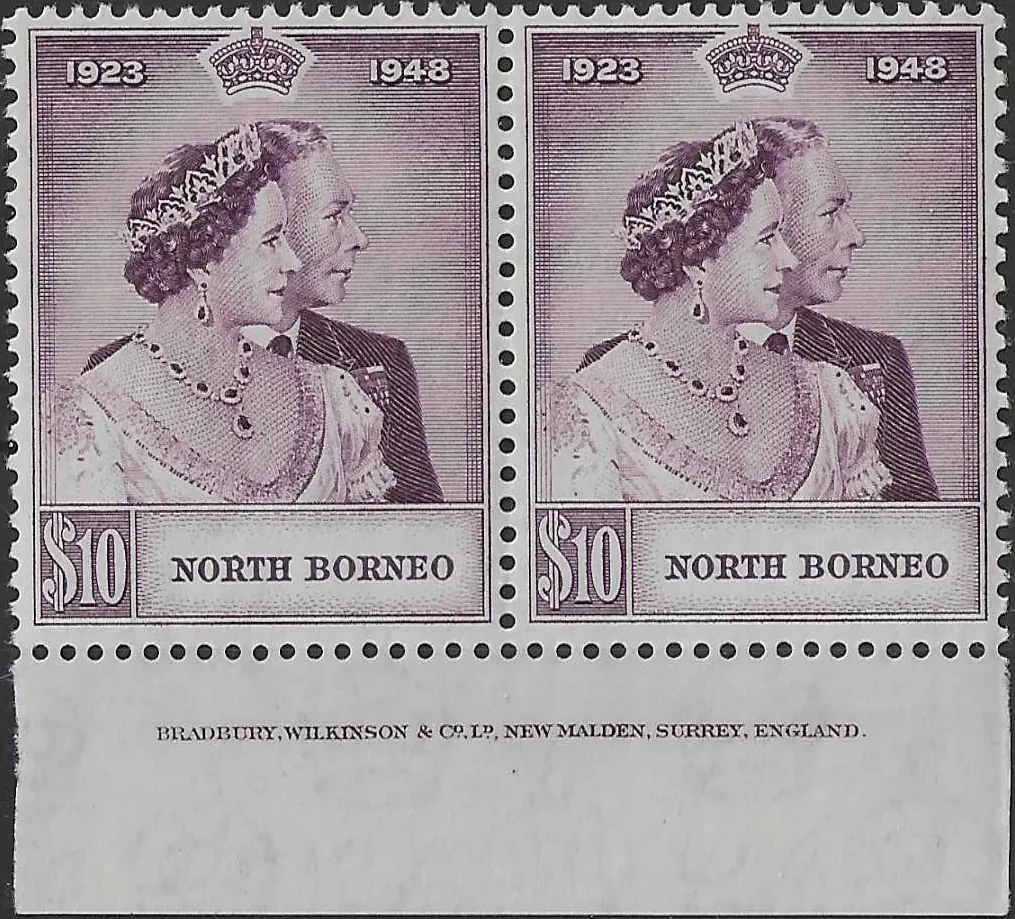 1923 1948 1923 1948
$10 NORTH BORNEO $10 NORTH BORNEO
BRADBURY, WILKINSON & Cº. Lᴰ, NEW MALDEN, SURREY, ENGLAND.